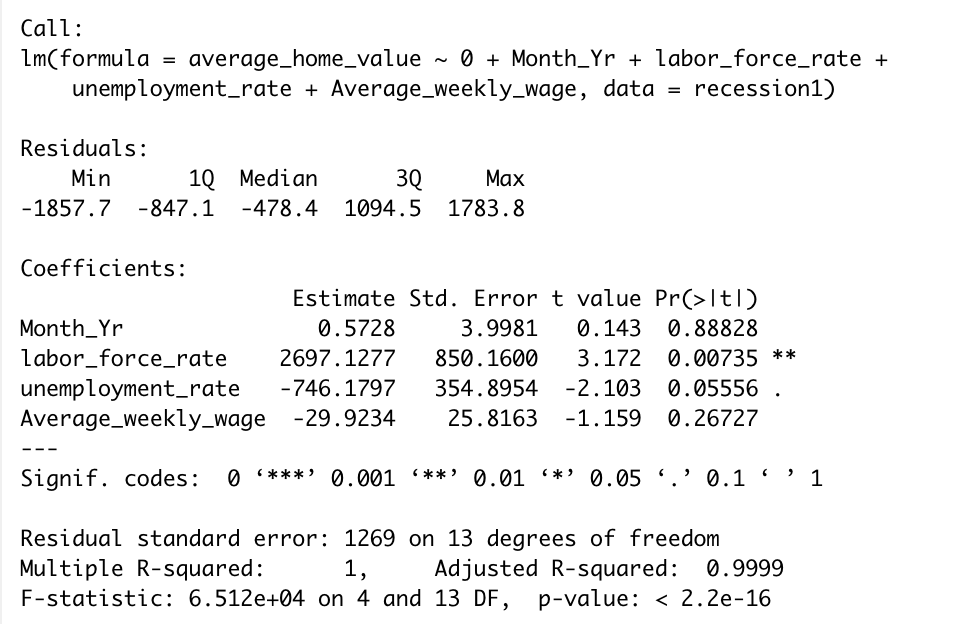 Call:
lm(formula = average_home_value ~ 0 + Month_Yr + labor_force_rate +
    unemployment_rate + Average_weekly_wage, data = recession1)

Residuals:
    Min      1Q  Median      3Q     Max
-1857.7  -847.1  -478.4  1094.5  1783.8

Coefficients:
                     Estimate Std. Error t value Pr(>|t|)
Month_Yr               0.5728     3.9981   0.143  0.88828
labor_force_rate    2697.1277   850.1600   3.172  0.00735 **
unemployment_rate   -746.1797   354.8954  -2.103  0.05556 .
Average_weekly_wage  -29.9234    25.8163  -1.159  0.26727
---
Signif. codes:  0 ‘***’ 0.001 ‘**’ 0.01 ‘*’ 0.05 ‘.’ 0.1 ‘ ’ 1

Residual standard error: 1269 on 13 degrees of freedom
Multiple R-squared:      1,     Adjusted R-squared:  0.9999
F-statistic: 6.512e+04 on 4 and 13 DF,  p-value: < 2.2e-16